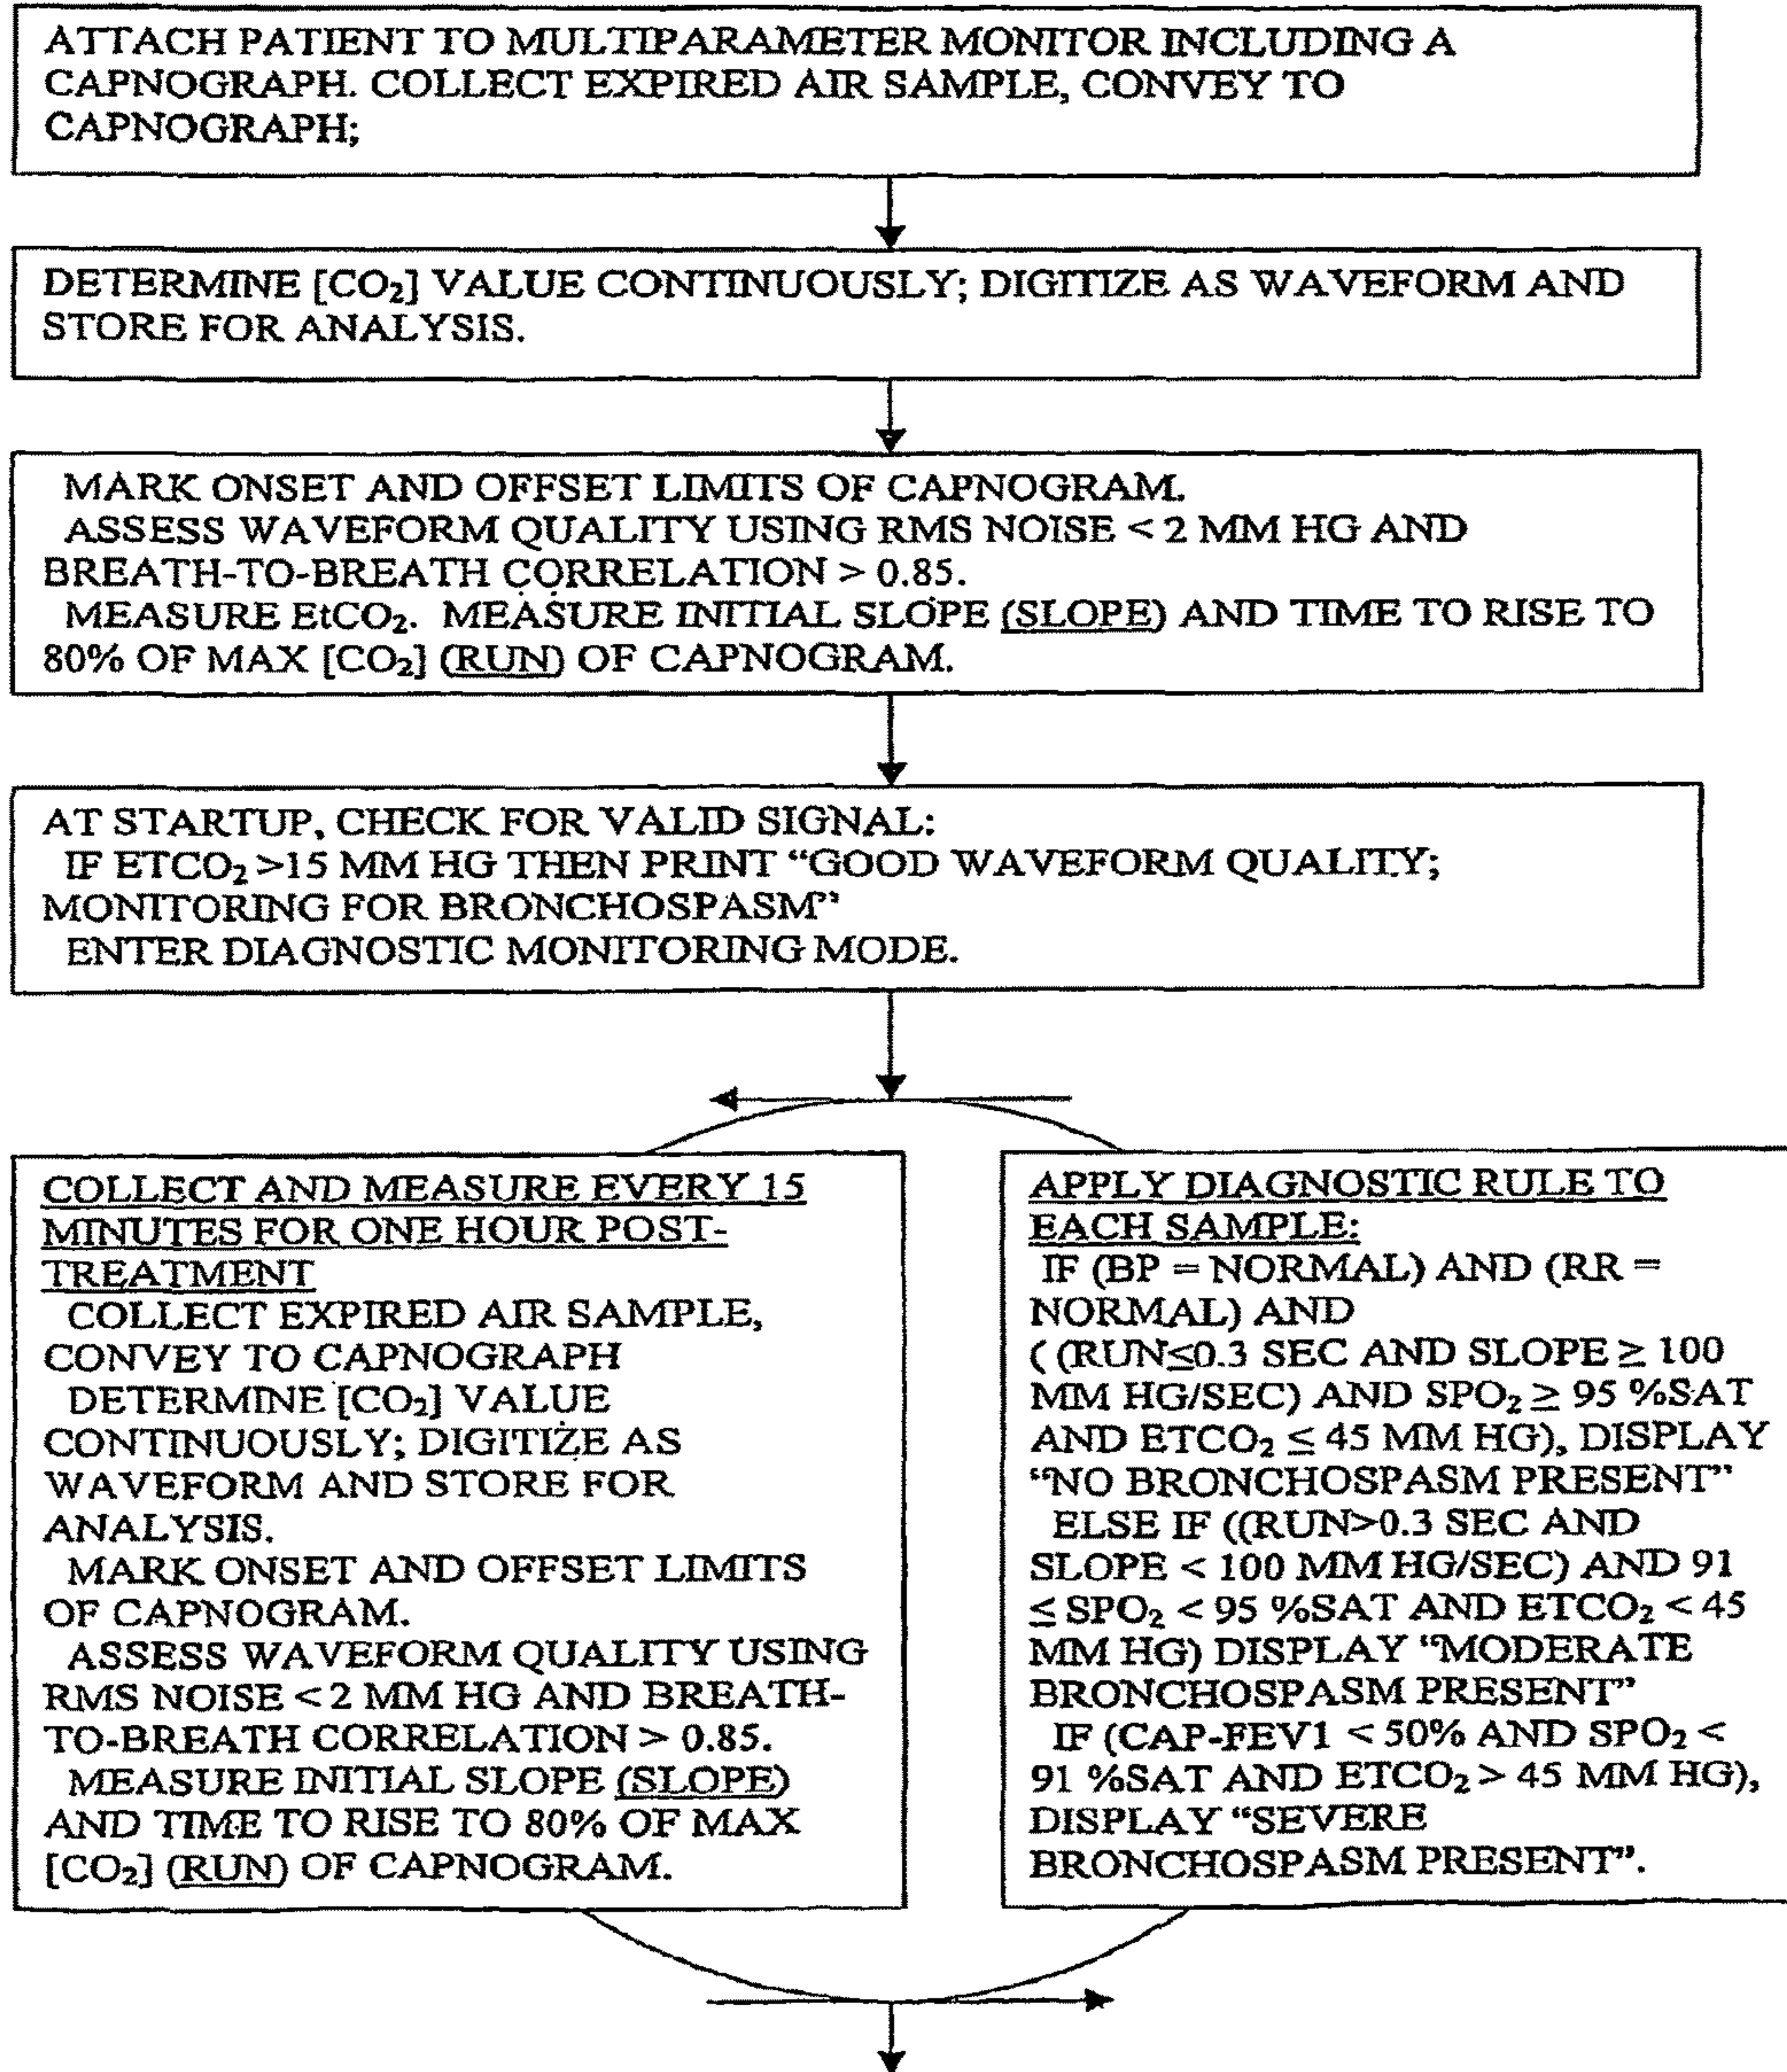 ATTACH PATIENT TO MULTIPARAMETER MONITOR INCLUDING A
CAPNOGRAPH. COLLECT EXPIRED AIR SAMPLE, CONVEY TO
CAPNOGRAPH;
DETERMINE [CO₂] VALUE CONTINUOUSLY; DIGITIZE AS WAVEFORM AND
STORE FOR ANALYSIS.
MARK ONSET AND OFFSET LIMITS OF CAPNOGRAM.
ASSESS WAVEFORM QUALITY USING RMS NOISE < 2 MM HG AND
BREATH-TO-BREATH CORRELATION > 0.85.
MEASURE EtCO₂. MEASURE INITIAL SLOPE (SLOPE) AND TIME TO RISE TO
80% OF MAX [CO₂] (RUN) OF CAPNOGRAM.
AT STARTUP, CHECK FOR VALID SIGNAL:
IF ETCO₂ >15 MM HG THEN PRINT “GOOD WAVEFORM QUALITY;
MONITORING FOR BRONCHOSPASM”
ENTER DIAGNOSTIC MONITORING MODE.
COLLECT AND MEASURE EVERY 15
MINUTES FOR ONE HOUR POST-
TREATMENT
COLLECT EXPIRED AIR SAMPLE,
CONVEY TO CAPNOGRAPH
DETERMINE [CO₂] VALUE
CONTINUOUSLY; DIGITIZE AS
WAVEFORM AND STORE FOR
ANALYSIS.
MARK ONSET AND OFFSET LIMITS
OF CAPNOGRAM.
ASSESS WAVEFORM QUALITY USING
RMS NOISE < 2 MM HG AND BREATH-
TO-BREATH CORRELATION > 0.85.
MEASURE INITIAL SLOPE (SLOPE)
AND TIME TO RISE TO 80% OF MAX
[CO₂] (RUN) OF CAPNOGRAM.
APPLY DIAGNOSTIC RULE TO
EACH SAMPLE:
IF (BP = NORMAL) AND (RR =
NORMAL) AND
( (RUN≤0.3 SEC AND SLOPE ≥ 100
MM HG/SEC) AND SPO₂ ≥ 95 %SAT
AND ETCO₂ ≤ 45 MM HG), DISPLAY
“NO BRONCHOSPASM PRESENT”
ELSE IF ((RUN>0.3 SEC AND
SLOPE < 100 MM HG/SEC) AND 91
≤ SPO₂ < 95 %SAT AND ETCO₂ < 45
MM HG) DISPLAY “MODERATE
BRONCHOSPASM PRESENT”
IF (CAP-FEV1 < 50% AND SPO₂ <
91 %SAT AND ETCO₂ > 45 MM HG),
DISPLAY “SEVERE
BRONCHOSPASM PRESENT”.